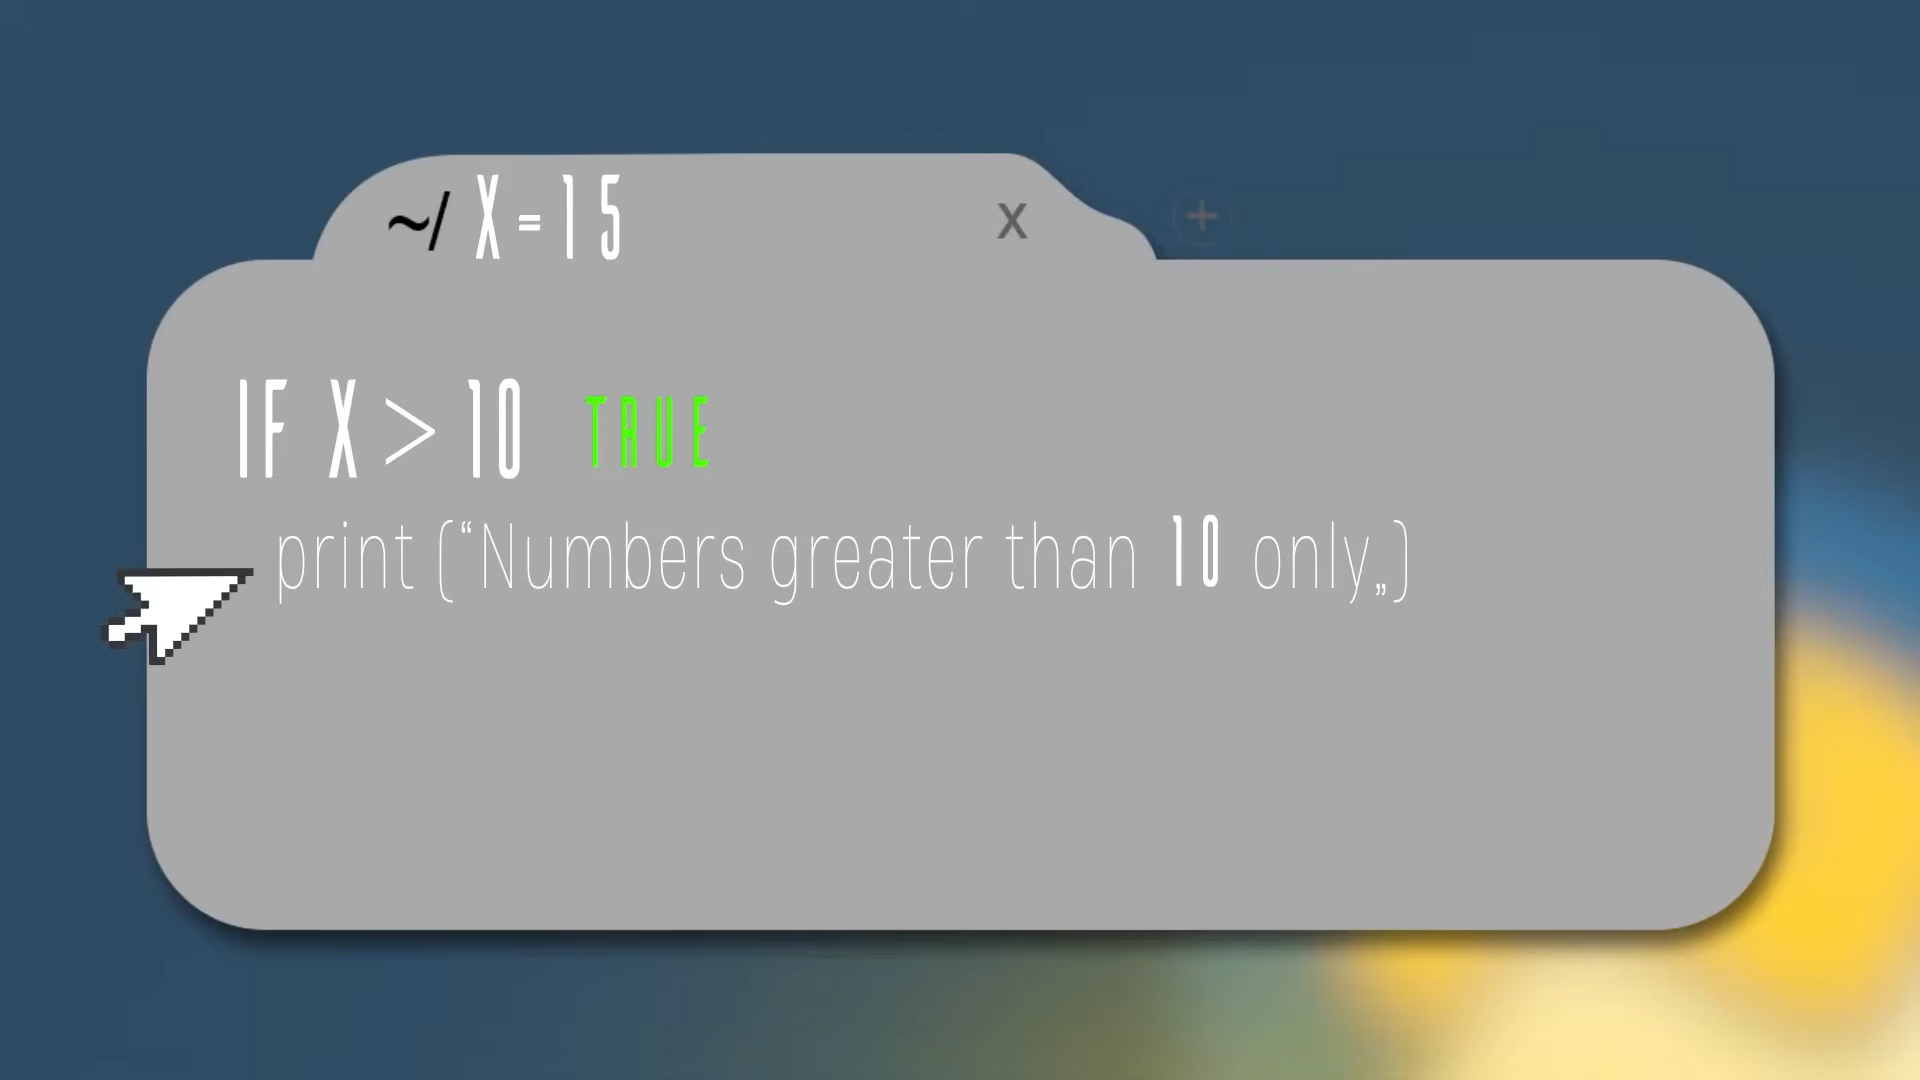 ~/ X = 15 X +
IF X > 10 TRUE
print (“Numbers greater than 10 only„)